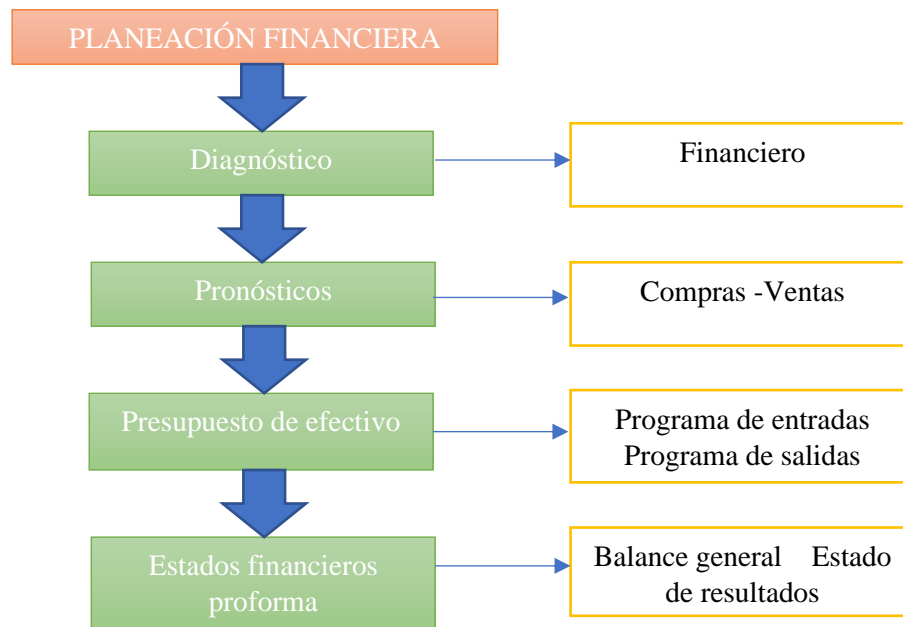 PLANEACIÓN FINANCIERA
Diagnóstico
Financiero
Pronósticos
Compras -Ventas
Presupuesto de efectivo
Programa de entradas
Programa de salidas
Estados financieros
proforma
Balance general Estado
de resultados